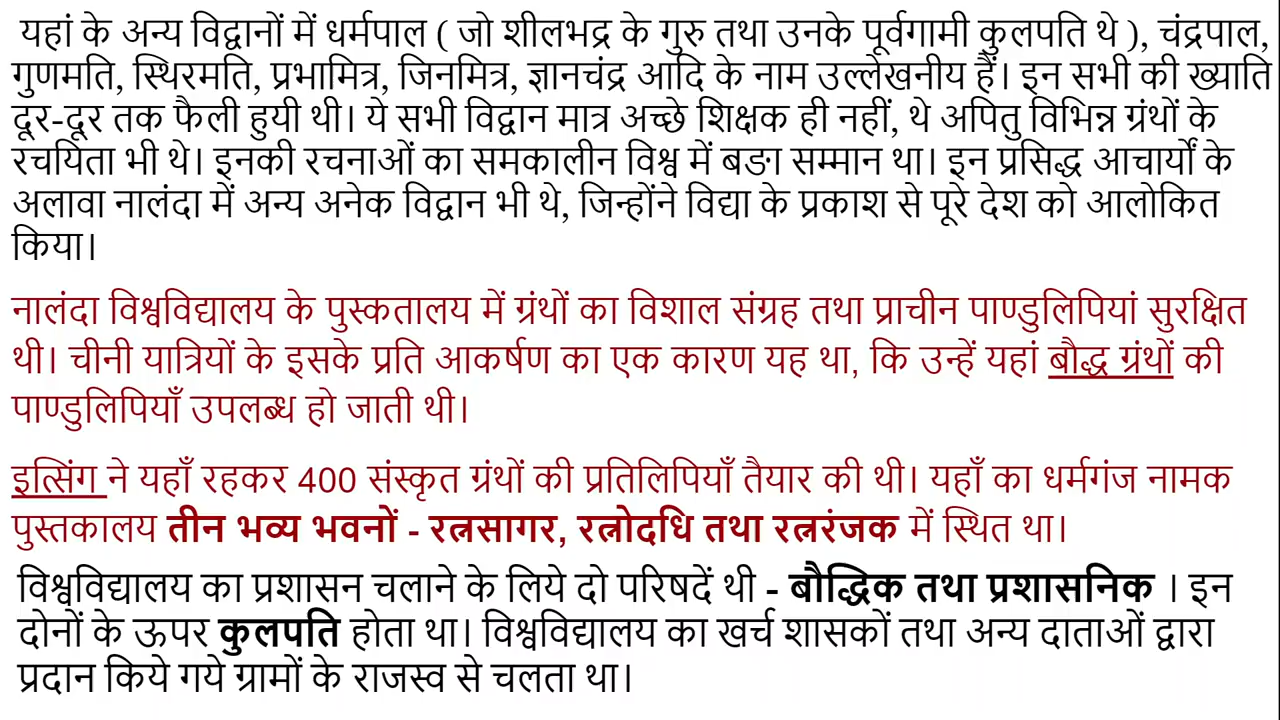 यहां के अन्य विद्वानों में धर्मपाल ( जो शीलभद्र के गुरु तथा उनके पूर्वगामी कुलपति थे ), चंद्रपाल,
गुणमति, स्थिरमति, प्रभामित्र, जिनमित्र, ज्ञानचंद्र आदि के नाम उल्लेखनीय हैं। इन सभी की ख्याति
दूर-दूर तक फैली हुयी थी। ये सभी विद्वान मात्र अच्छे शिक्षक ही नहीं, थे अपितु विभिन्न ग्रंथों के
रचयिता भी थे। इनकी रचनाओं का समकालीन विश्व में बङा सम्मान था। इन प्रसिद्ध आचार्यों के
अलावा नालंदा में अन्य अनेक विद्वान भी थे, जिन्होंने विद्या के प्रकाश से पूरे देश को आलोकित
किया।
नालंदा विश्वविद्यालय के पुस्कतालय में ग्रंथों का विशाल संग्रह तथा प्राचीन पाण्डुलिपियां सुरक्षित
थी। चीनी यात्रियों के इसके प्रति आकर्षण का एक कारण यह था, कि उन्हें यहां बौद्ध ग्रंथों की
पाण्डुलिपियाँ उपलब्ध हो जाती थी।
इत्सिंग ने यहाँ रहकर 400 संस्कृत ग्रंथों की प्रतिलिपियाँ तैयार की थी। यहाँ का धर्मगंज नामक
पुस्तकालय तीन भव्य भवनों - रत्नसागर, रत्नोदधि तथा रत्नरंजक में स्थित था।
विश्वविद्यालय का प्रशासन चलाने के लिये दो परिषदें थी - बौद्धिक तथा प्रशासनिक । इन
दोनों के ऊपर कुलपति होता था। विश्वविद्यालय का खर्च शासकों तथा अन्य दाताओं द्वारा
प्रदान किये गये ग्रामों के राजस्व से चलता था।